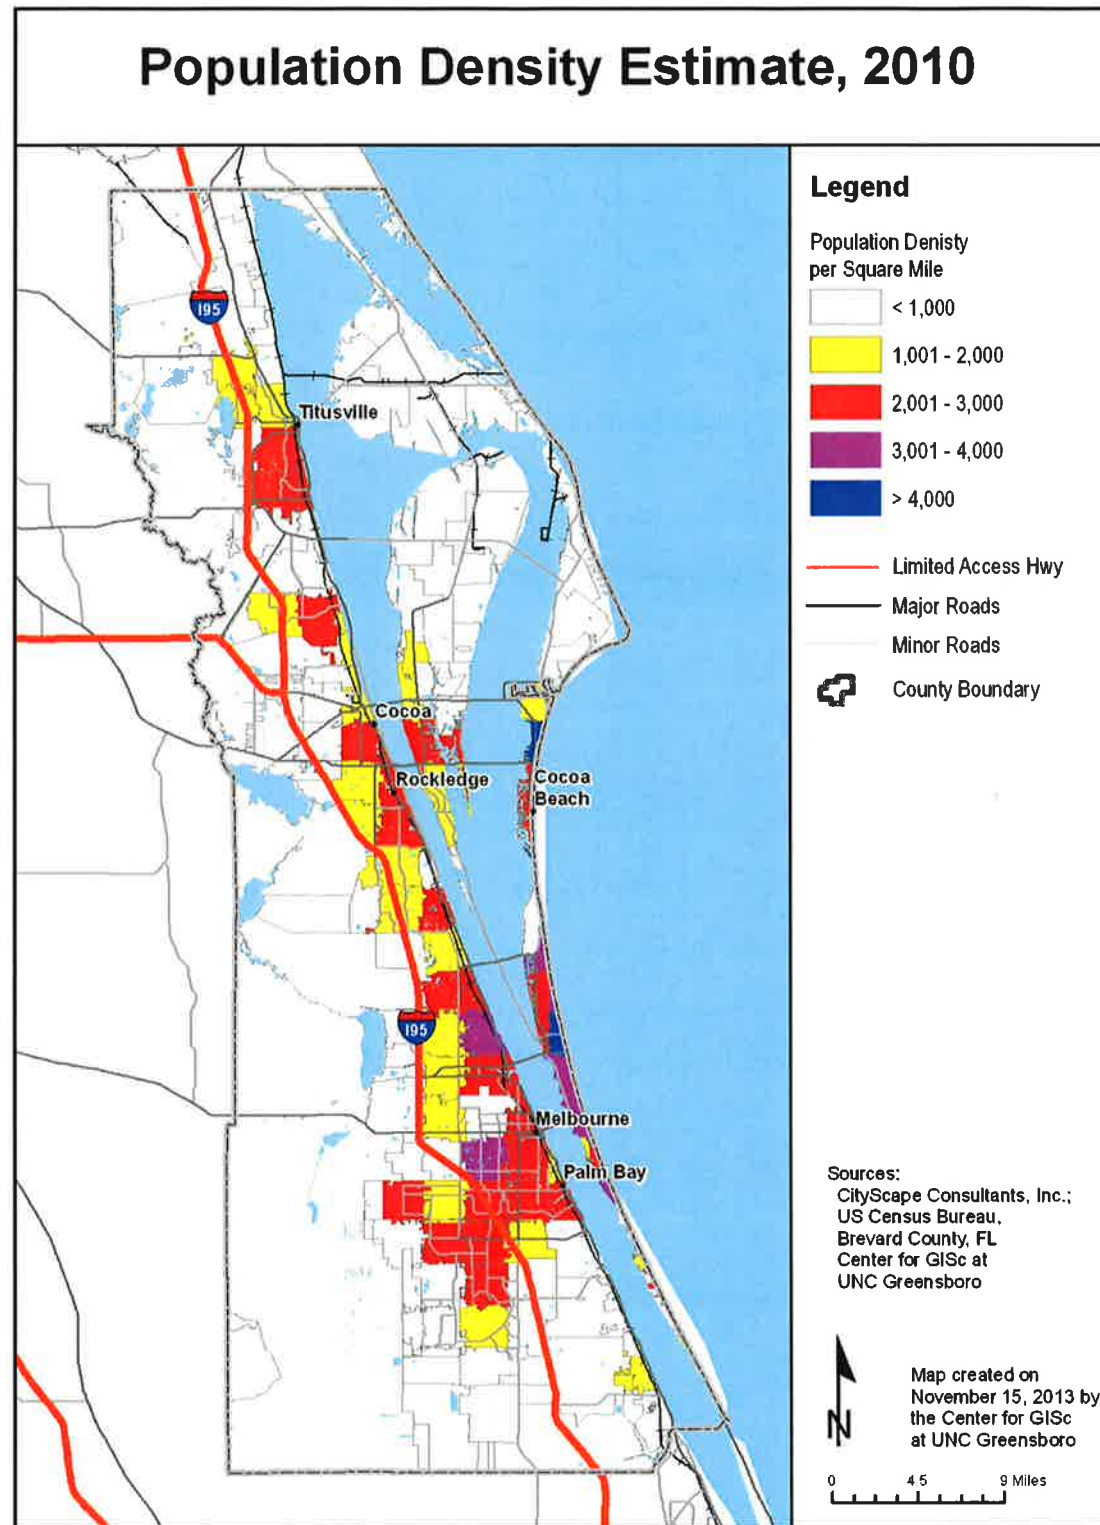 Population Density Estimate, 2010
Legend
Population Denisty
per Square Mile
< 1,000
1,001 - 2,000
2,001 - 3,000
3,001 - 4,000
> 4,000
Limited Access Hwy
Major Roads
Minor Roads
County Boundary
I95
Titusville
Cocoa
Rockledge
Cocoa
Beach
I95
Melbourne
Palm Bay
Sources:
CityScape Consultants, Inc.;
US Census Bureau,
Brevard County, FL
Center for GISc at
UNC Greensboro
N
Map created on
November 15, 2013 by
the Center for GISc
at UNC Greensboro
0 4 5 9 Miles